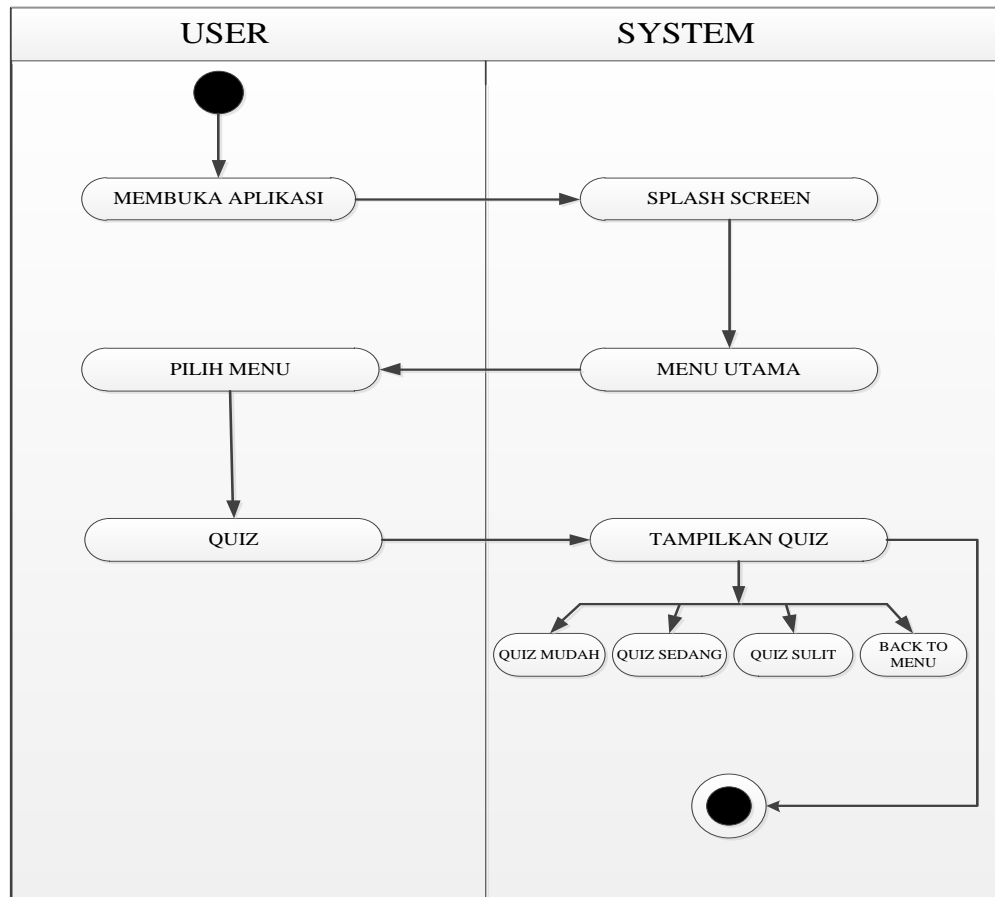 USER
SYSTEM
MEMBUKA APLIKASI
SPLASH SCREEN
PILIH MENU
MENU UTAMA
QUIZ
TAMPILKAN QUIZ
QUIZ MUDAH
QUIZ SEDANG
QUIZ SULIT
BACK TO
MENU